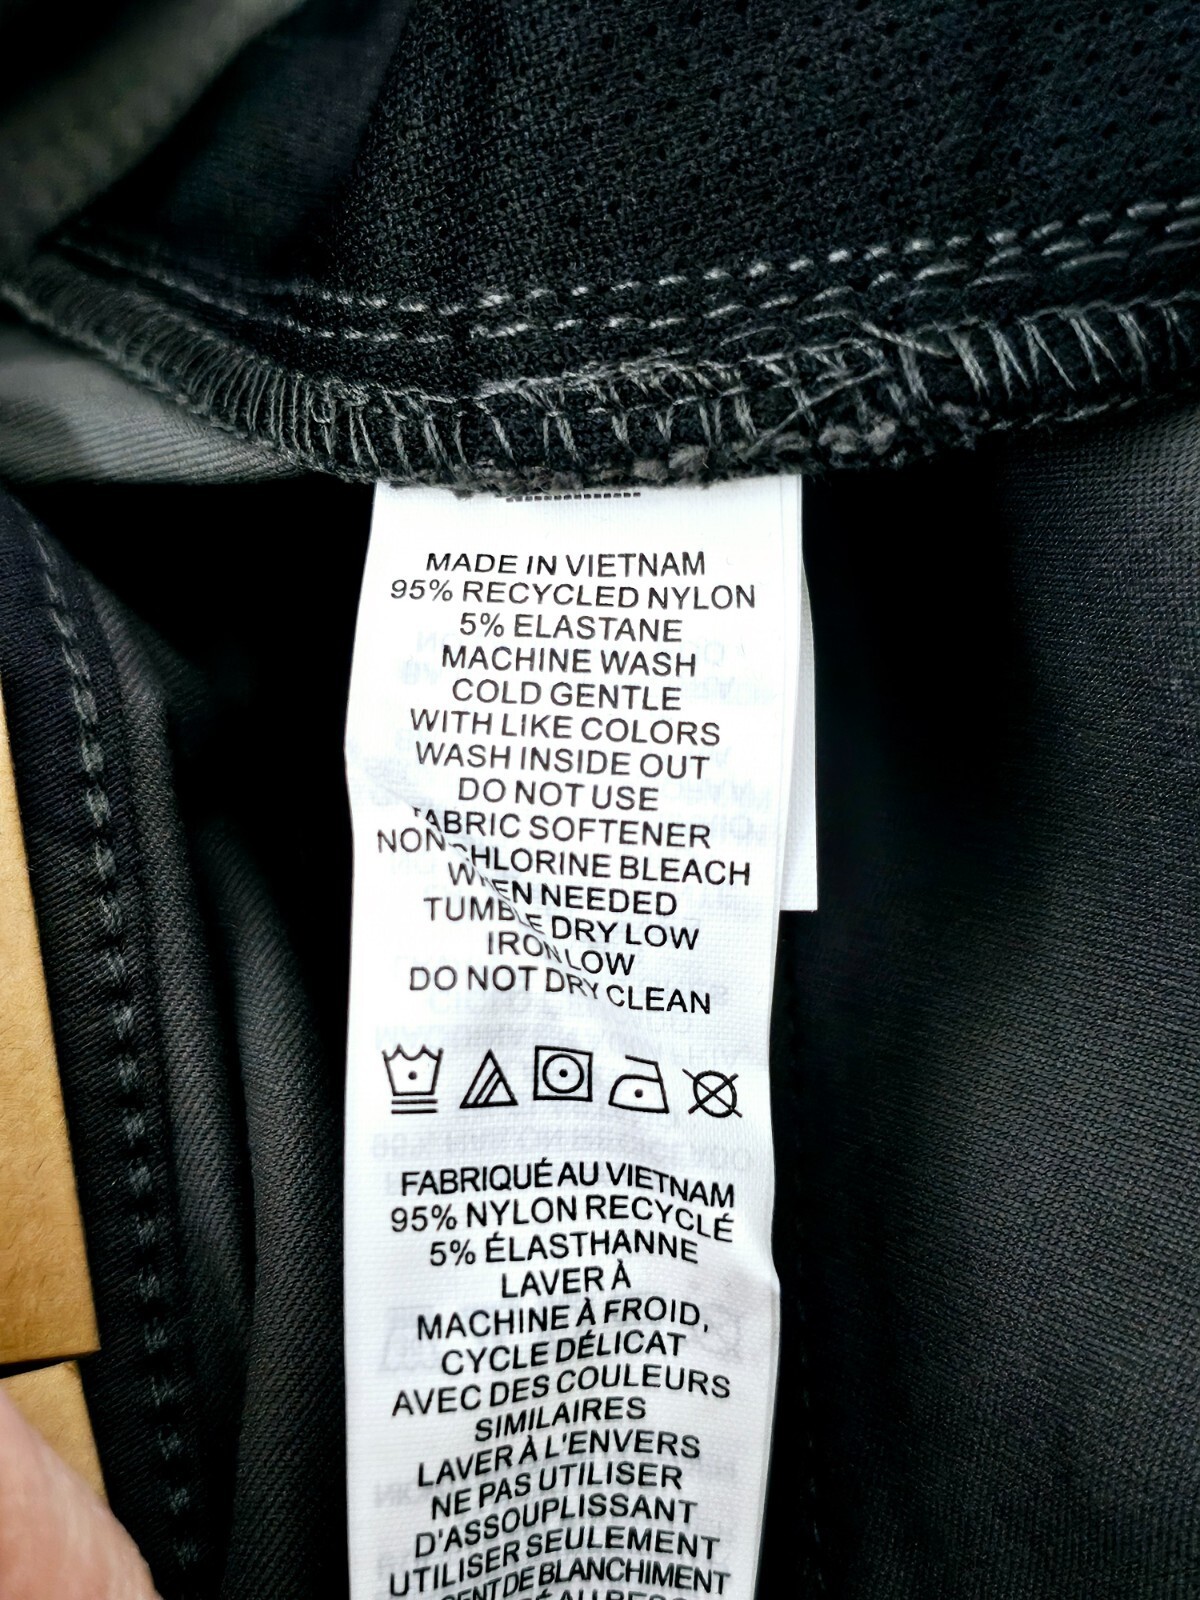 MADE IN VIETNAM
95% RECYCLED NYLON
5% ELASTANE
MACHINE WASH
COLD GENTLE
WITH LIKE COLORS
WASH INSIDE OUT
DO NOT USE
FABRIC SOFTENER
NON-CHLORINE BLEACH
WHEN NEEDED
TUMBLE DRY LOW
IRON LOW
DO NOT DRY CLEAN
FABRIQUÉ AU VIETNAM
95% NYLON RECYCLÉ
5% ÉLASTHANNE
LAVER À
MACHINE À FROID,
CYCLE DÉLICAT
AVEC DES COULEURS
SIMILAIRES
LAVER À L'ENVERS
NE PAS UTILISER
D'ASSOUPLISSANT
UTILISER SEULEMENT
DE BLANCHIMENT